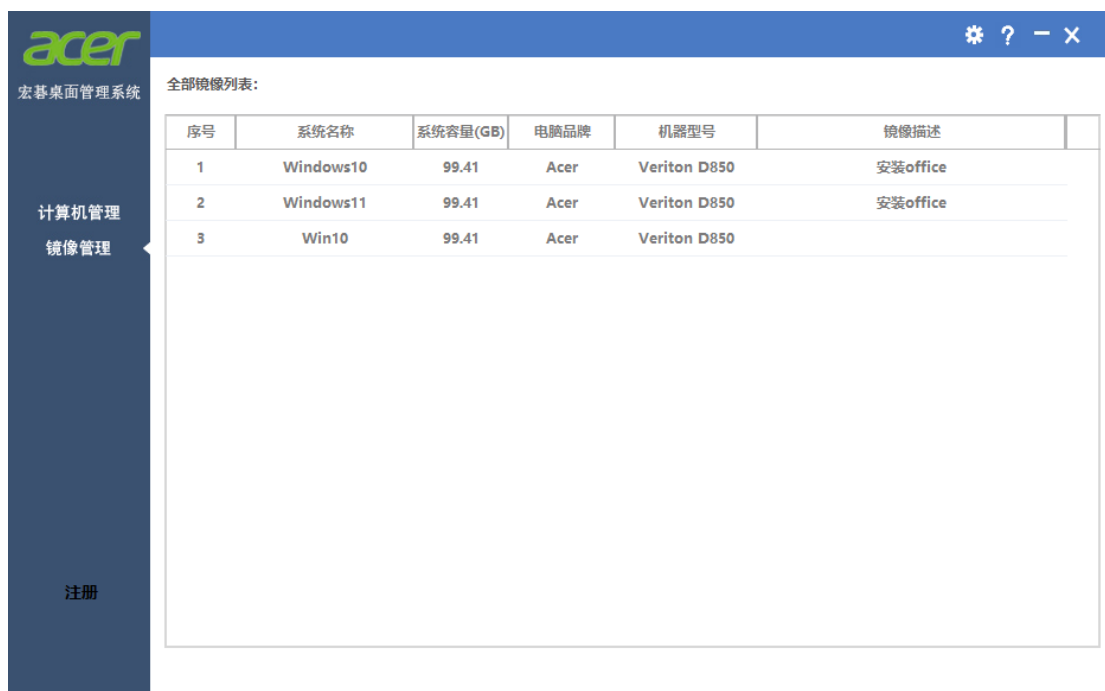 acer
宏碁桌面管理系统
计算机管理
镜像管理
注册
?
全部镜像列表:
序号 系统名称 系统容量(GB) 电脑品牌 机器型号 镜像描述
1 Windows10 99.41 Acer Veriton D850 安装office
2 Windows11 99.41 Acer Veriton D850 安装office
3 Win10 99.41 Acer Veriton D850